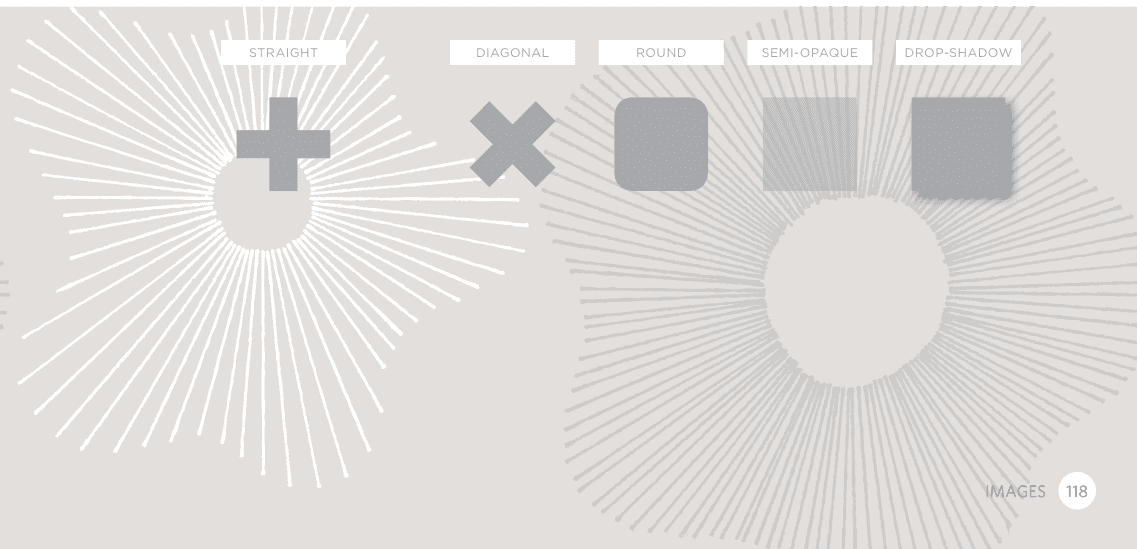 STRAIGHT
DIAGONAL
ROUND
SEMI-OPAQUE
DROP-SHADOW
IMAGES 118